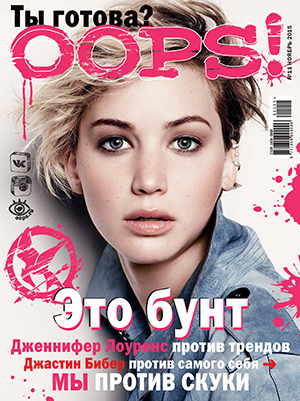 Ты готова?
OOPS!
№11 НОЯБРЬ 2015
Это бунт
Дженнифер Лоуренс против трендов
Джастин Бибер против самого себя →
МЫ ПРОТИВ СКУКИ